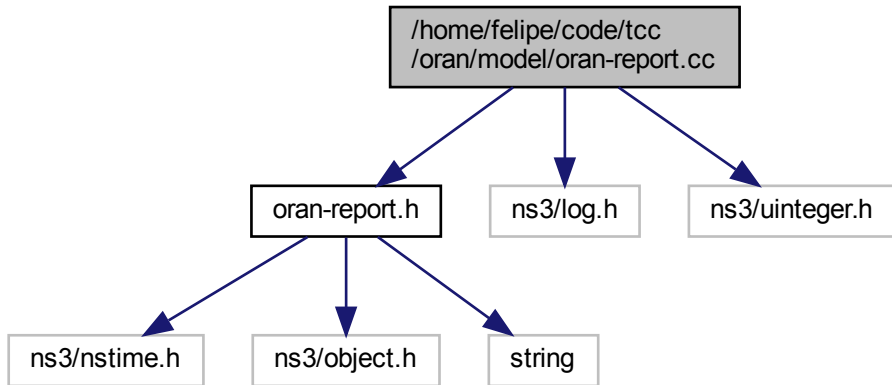 /home/felipe/code/tcc
/oran/model/oran-report.cc
oran-report.h
ns3/log.h
ns3/uinteger.h
ns3/nstime.h
ns3/object.h
string